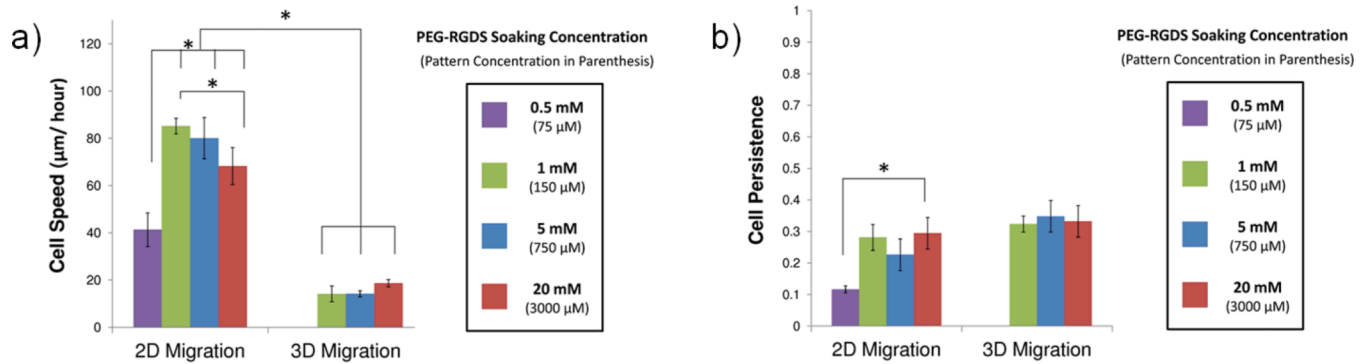 a)
Cell Speed (μm/ hour)
120
100
80
60
40
20
0
*
*
*
2D Migration
3D Migration
PEG-RGDS Soaking Concentration
(Pattern Concentration in Parenthesis)
0.5 mM
(75 μM)
1 mM
(150 μM)
5 mM
(750 μM)
20 mM
(3000 μM)
b)
Cell Persistence
1
0.9
0.8
0.7
0.6
0.5
0.4
0.3
0.2
0.1
0
*
2D Migration
3D Migration
PEG-RGDS Soaking Concentration
(Pattern Concentration in Parenthesis)
0.5 mM
(75 μM)
1 mM
(150 μM)
5 mM
(750 μM)
20 mM
(3000 μM)